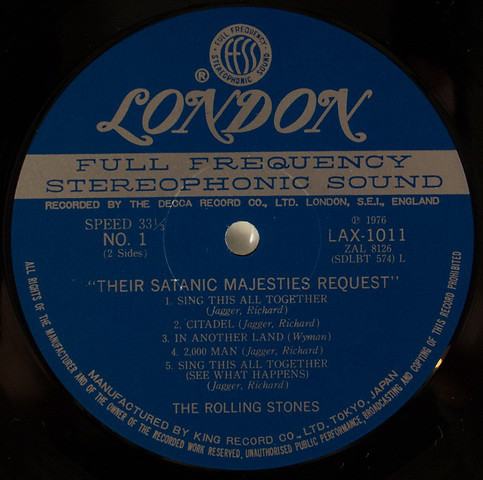 FULL FREQUENCY
FFSS
STEREOPHONIC SOUND
®
LONDON
FULL FREQUENCY
STEREOPHONIC SOUND
RECORDED BY THE DECCA RECORD CO., LTD. LONDON, S.E.I., ENGLAND
SPEED 33⅓
NO. 1
(2 Sides)
℗ 1976
LAX-1011
ZAL 8126
(SDLBT 574) L
"THEIR SATANIC MAJESTIES REQUEST"
1. SING THIS ALL TOGETHER
(Jagger, Richard)
2. CITADEL (Jagger, Richard)
3. IN ANOTHER LAND (Wyman)
4. 2,000 MAN (Jagger, Richard)
5. SING THIS ALL TOGETHER
(SEE WHAT HAPPENS)
(Jagger, Richard)
THE ROLLING STONES
MANUFACTURED BY KING RECORD CO., LTD. TOKYO, JAPAN
ALL RIGHTS OF THE MANUFACTURER AND OF THE OWNER OF THE RECORDED WORK RESERVED, UNAUTHORISED PUBLIC PERFORMANCE, BROADCASTING AND COPYING OF THIS RECORD PROHIBITED